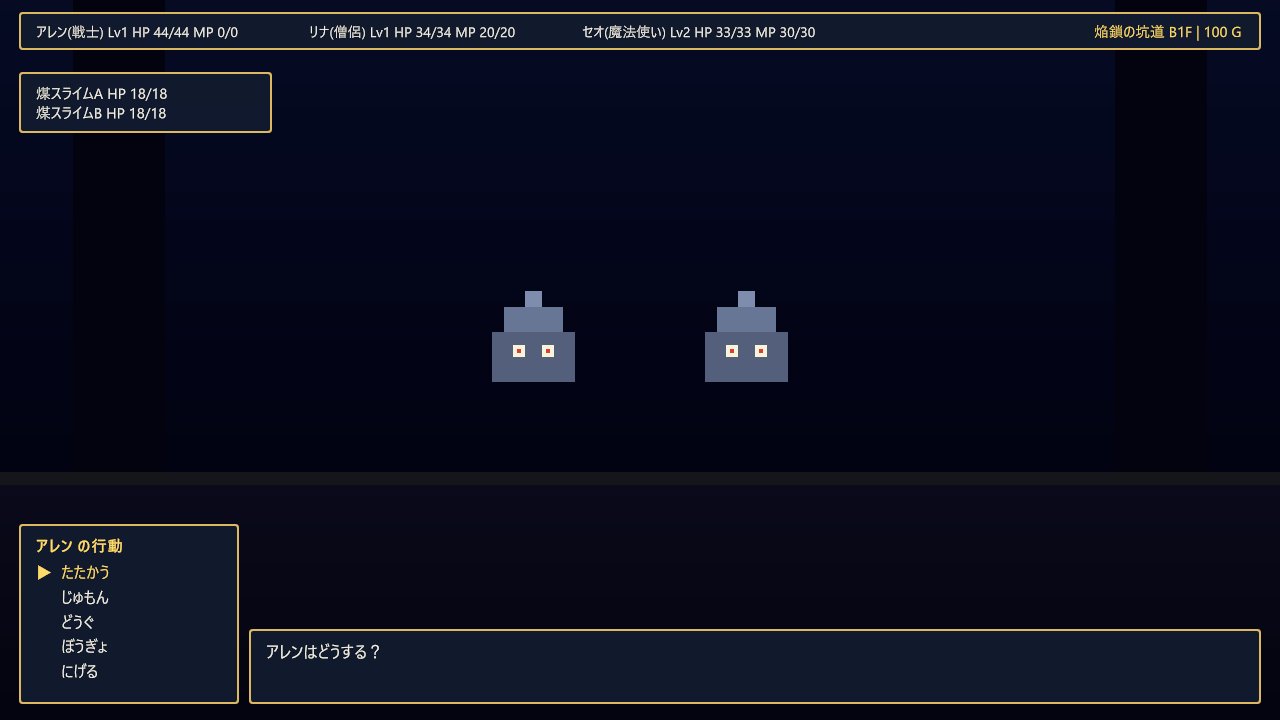 アレン(戦士) Lv1 HP 44/44 MP 0/0 リナ(僧侶) Lv1 HP 34/34 MP 20/20 セオ(魔法使い) Lv2 HP 33/33 MP 30/30 焔鎖の坑道 B1F | 100 G
煤スライムA HP 18/18
煤スライムB HP 18/18
アレン の行動
▶ たたかう
じゅもん
どうぐ
ぼうぎょ
にげる
アレンはどうする？